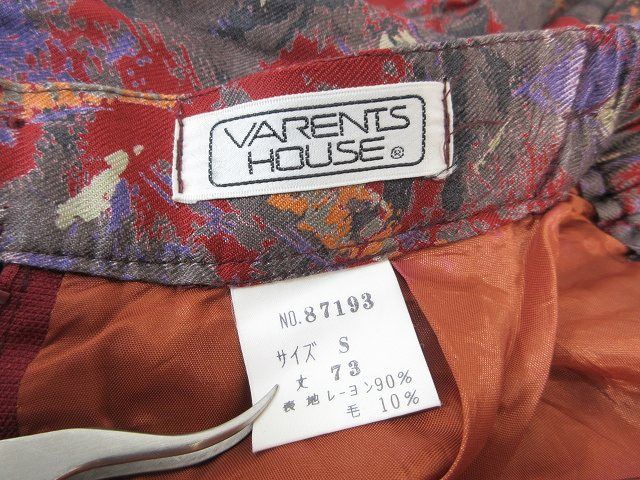 VARENTS
HOUSE®
NO. 87193
サイズ S
丈 73
表地 レーヨン90%
毛 10%